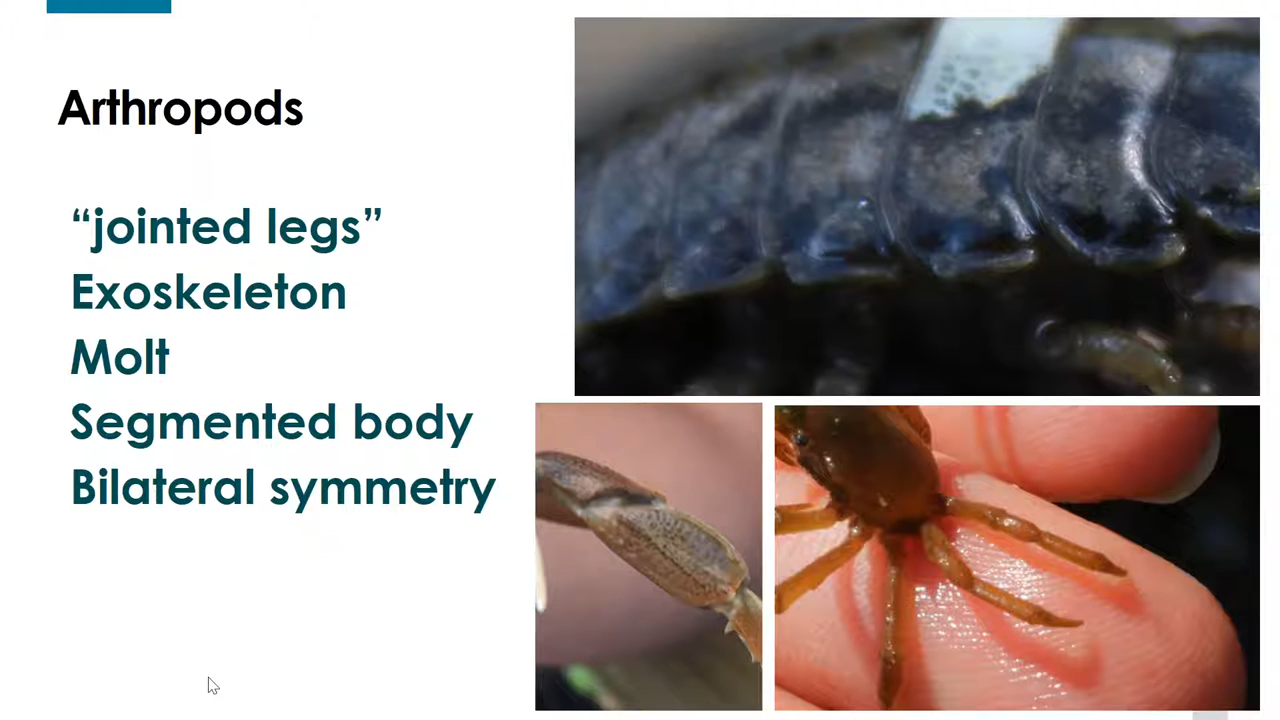 Arthropods
“jointed legs”
Exoskeleton
Molt
Segmented body
Bilateral symmetry